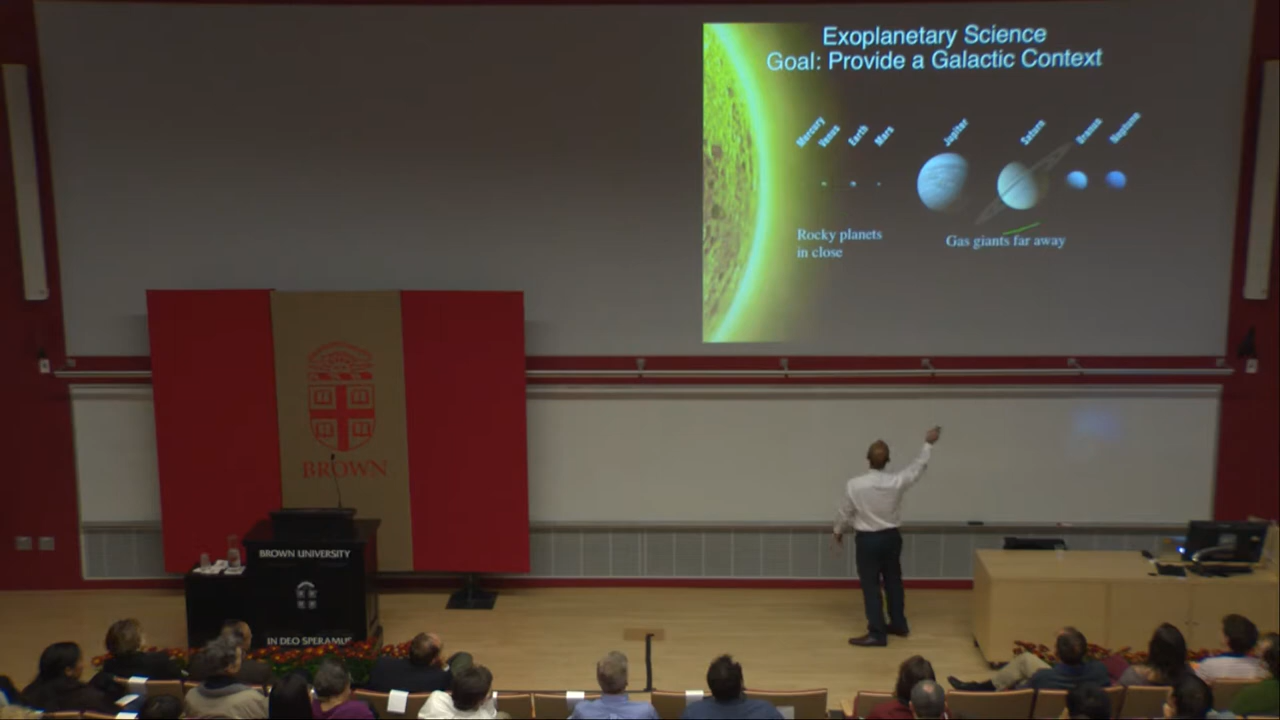 Exoplanetary Science
Goal: Provide a Galactic Context
Mercury
Venus
Earth
Mars
Jupiter
Saturn
Uranus
Neptune
Rocky planets
in close
Gas giants far away
BROWN
BROWN UNIVERSITY
IN DEO SPERAMUS